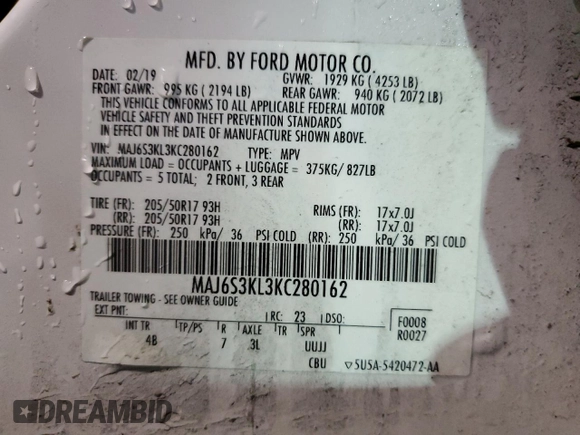 MFD. BY FORD MOTOR CO.
DATE: 02/19 GVWR: 1929 KG ( 4253 LB)
FRONT GAWR: 995 KG ( 2194 LB) REAR GAWR: 940 KG ( 2072 LB)
THIS VEHICLE CONFORMS TO ALL APPLICABLE FEDERAL MOTOR
VEHICLE SAFETY AND THEFT PREVENTION STANDARDS
IN EFFECT ON THE DATE OF MANUFACTURE SHOWN ABOVE.
VIN: MAJ6S3KL3KC280162 TYPE: MPV
MAXIMUM LOAD = OCCUPANTS + LUGGAGE = 375KG/ 827LB
OCCUPANTS = 5 TOTAL; 2 FRONT, 3 REAR
TIRE (FR): 205/50R17 93H RIMS (FR): 17x7.0J
(RR): 205/50R17 93H (RR): 17x7.0J
PRESSURE (FR): 250 kPa/ 36 PSI COLD (RR): 250 kPa/ 36 PSI COLD
MAJ6S3KL3KC280162
TRAILER TOWING - SEE OWNER GUIDE
EXT PNT: RC: 23 DSO: F0008
INT TR TP/PS R AXLE TR SPR R0027
4B 7 3L UUJJ
CBU ▽5U5A-5420472-AA
DREAMBID